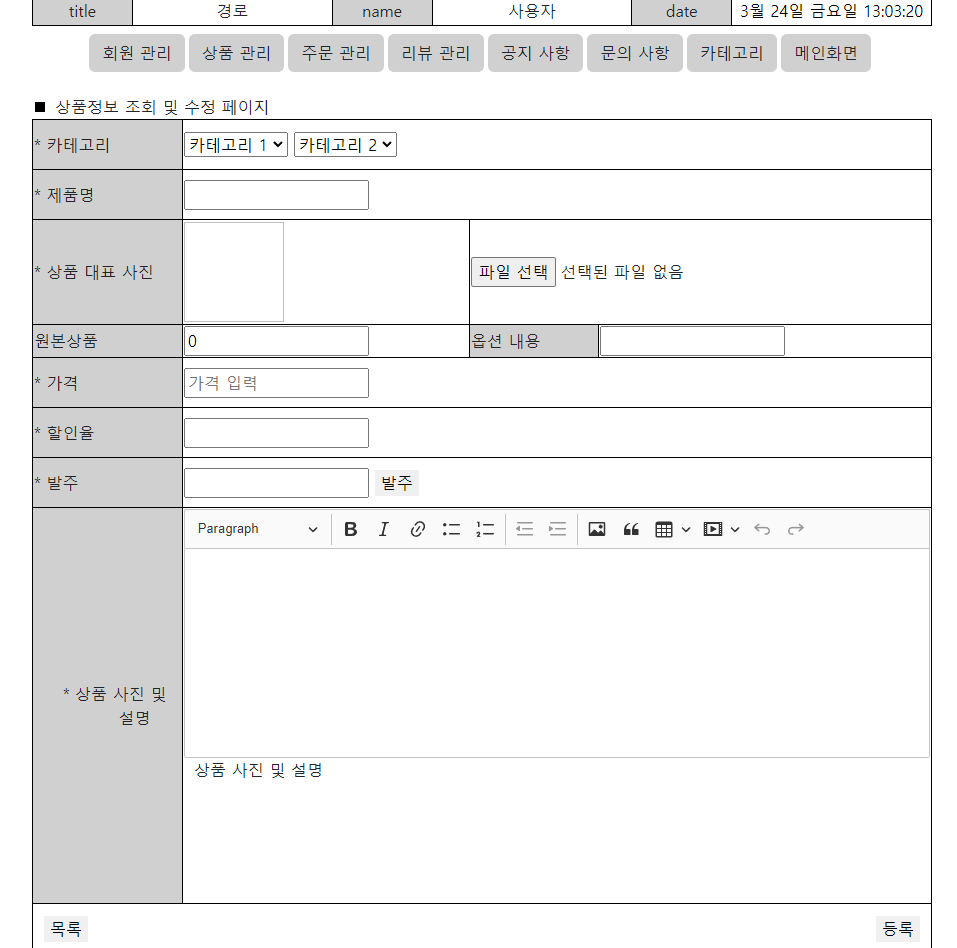 title 경로 name 사용자 date 3월 24일 금요일 13:03:20
회원 관리 상품 관리 주문 관리 리뷰 관리 공지 사항 문의 사항 카테고리 메인화면
■ 상품정보 조회 및 수정 페이지
* 카테고리 카테고리 1 카테고리 2
* 제품명
* 상품 대표 사진 파일 선택 선택된 파일 없음
원본상품 0 옵션 내용
* 가격 가격 입력
* 할인율
* 발주 발주
Paragraph
* 상품 사진 및
설명
상품 사진 및 설명
목록 등록